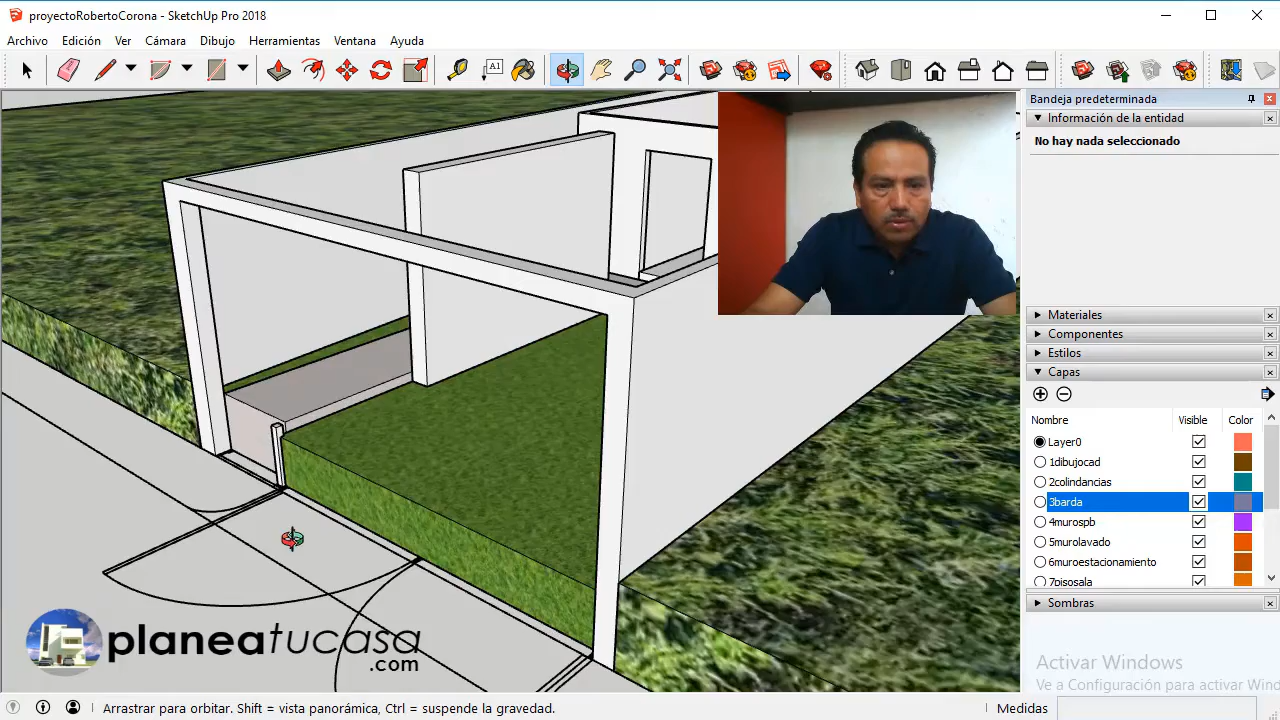 proyectoRobertoCorona - SketchUp Pro 2018
Archivo Edición Ver Cámara Dibujo Herramientas Ventana Ayuda
A1
Bandeja predeterminada
Información de la entidad
No hay nada seleccionado
Materiales
Componentes
Estilos
Capas
Nombre Visible Color
Layer0
1dibujocad
2colindancias
3barda
4murospb
5murolavado
6muroestacionamiento
7pisosala
Sombras
planeatucasa
.com
Activar Windows
Ve a Configuración para activar Wind
Arrastrar para orbitar. Shift = vista panorámica, Ctrl = suspende la gravedad.
Medidas